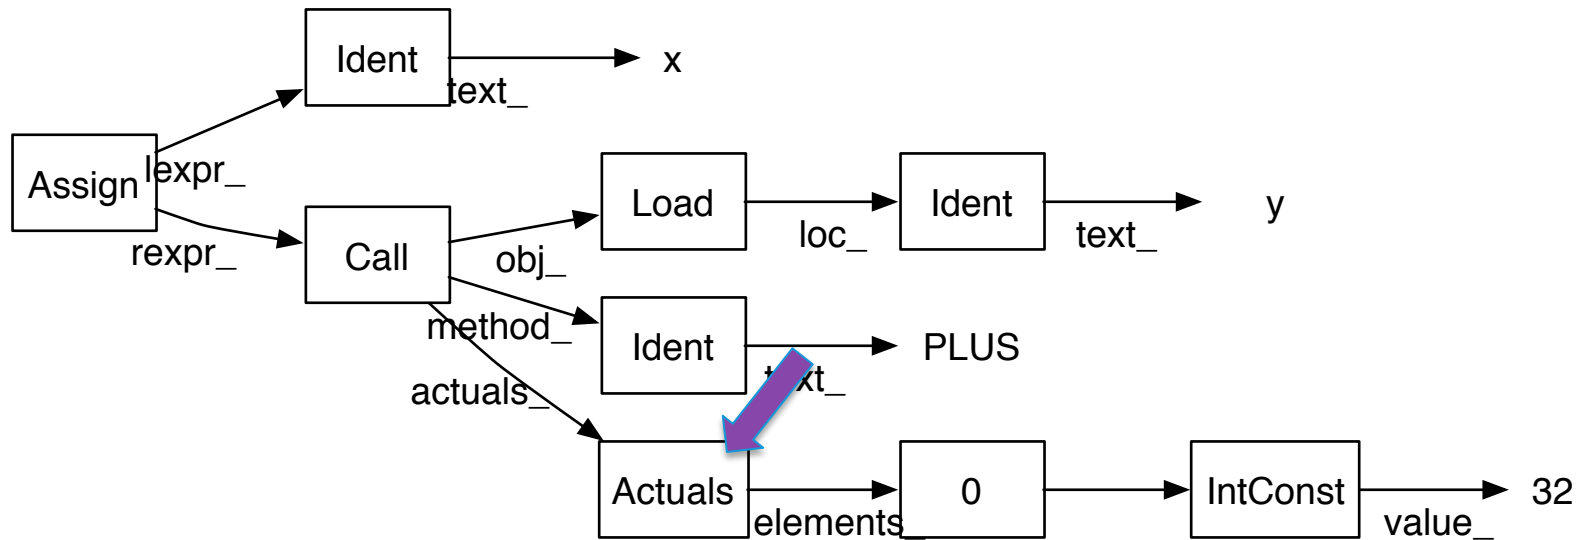 Ident
x
text_
Assign
lexpr_
Load
Ident
y
loc_
text_
rexpr_
Call
obj_
method_
Ident
PLUS
actuals_
Actuals
0
IntConst
32
elements_
value_